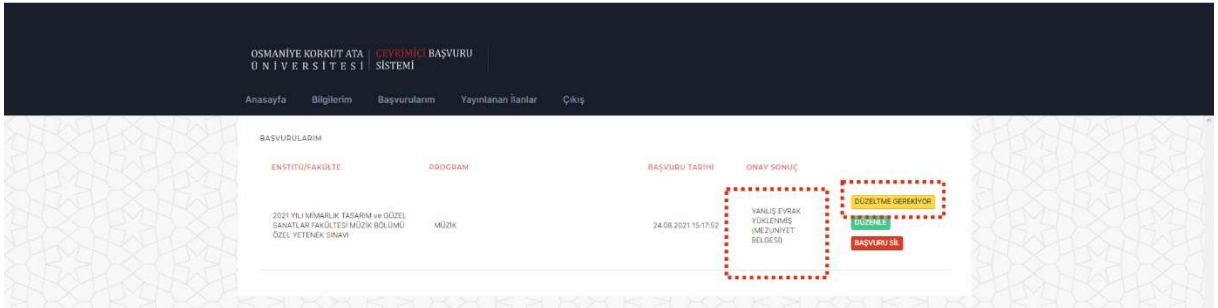 OSMANİYE KORKUT ATA ÇEVRİMİÇİ BAŞVURU
ÜNİVERSİTESİ SİSTEMİ
Anasayfa Bilgilerim Başvurularım Yayınlanan İlanlar Çıkış
BAŞVURULARIM
ENSTİTÜ/FAKÜLTE PROGRAM BAŞVURU TARİHİ ONAY SONUÇ
2021 YILI MİMARLIK TASARIM ve GÜZEL
SANATLAR FAKÜLTESİ MÜZİK BÖLÜMÜ
ÖZEL YETENEK SINAVI
MÜZİK
24.08.2021 15:17:52
YANLIŞ EVRAK
YÜKLENMİŞ
(MEZUNİYET
BELGESİ)
DÜZELTME GEREKİYOR
DÜZENLE
BAŞVURU SİL